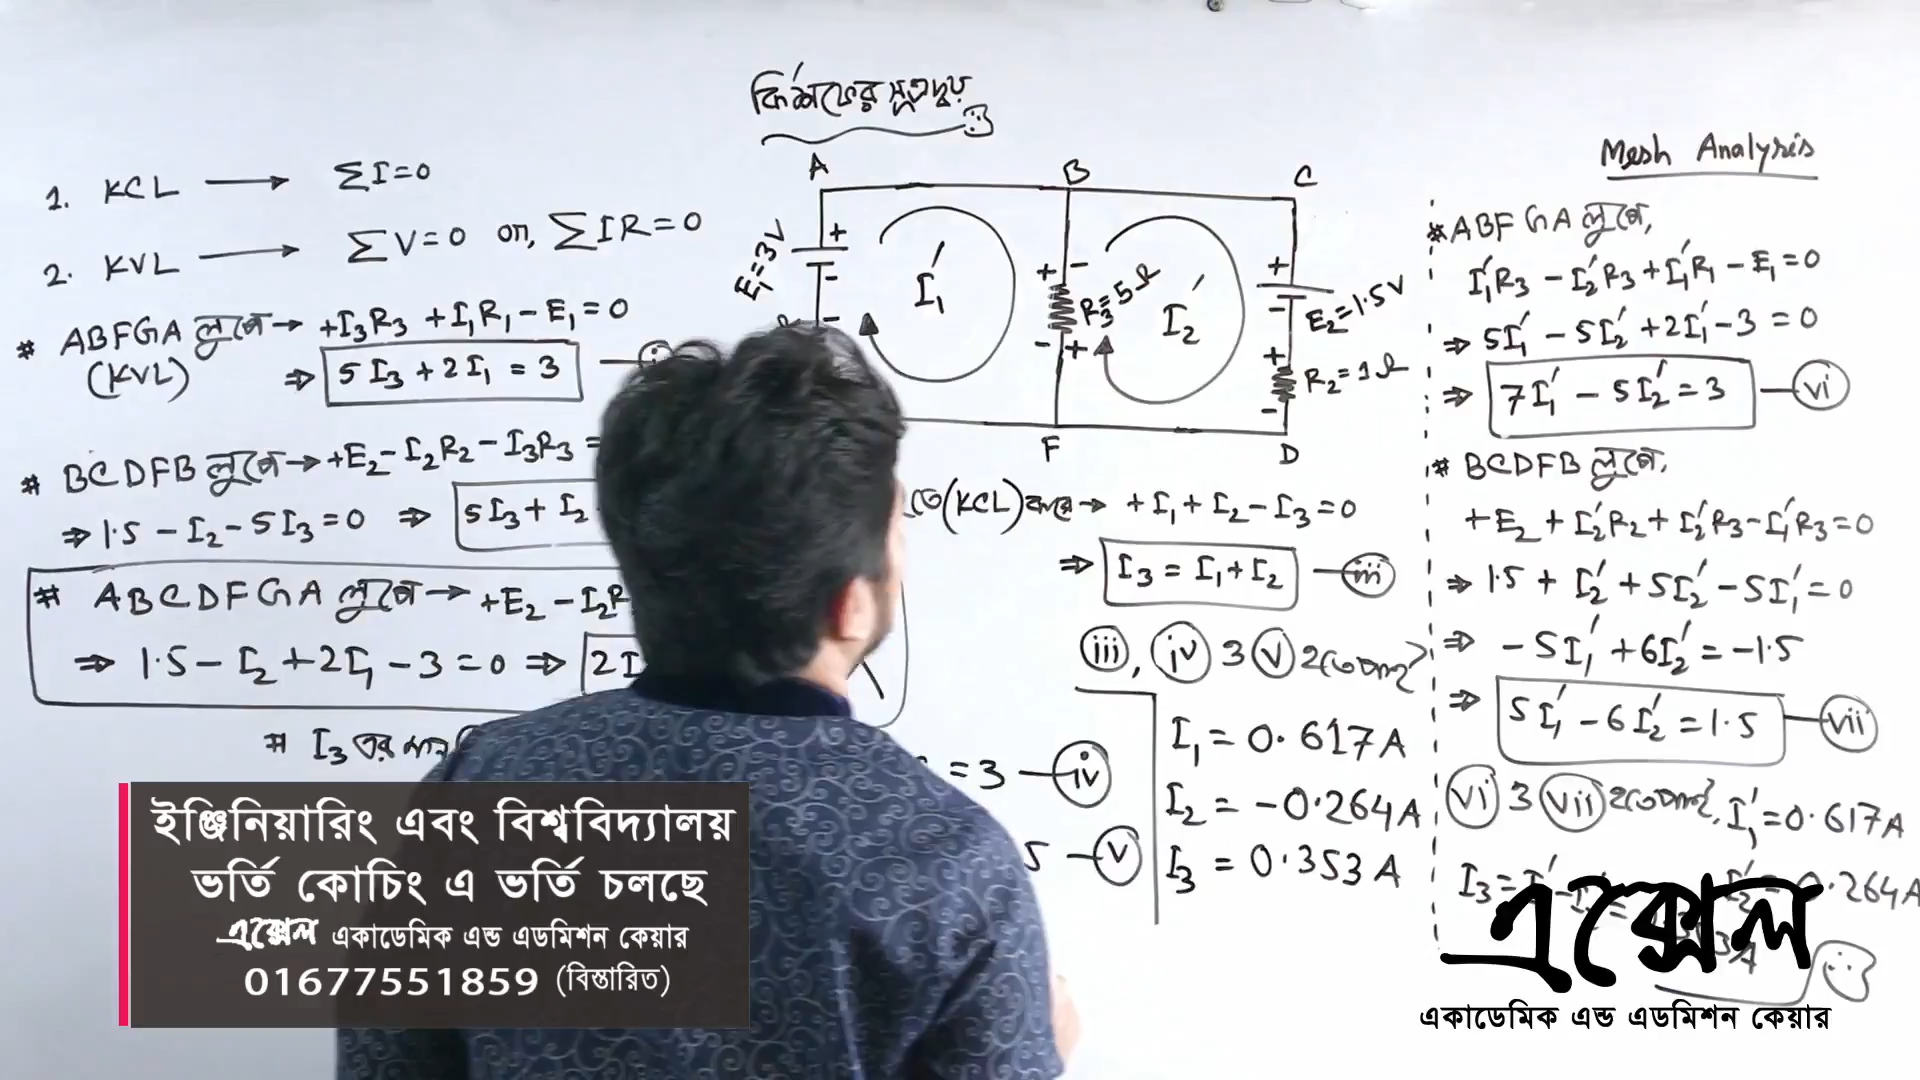 কির্শফের সূত্রদ্বয়
1. KCL → ΣI=0
2. KVL → ΣV=0 or, ΣIR=0
# ABFGA লুপে → +I₃R₃ +I₁R₁ - E₁ = 0
(KVL) ⇒ 5I₃ + 2I₁ = 3 — i
# BCDFB লুপে → +E₂ - I₂R₂ - I₃R₃ =
⇒ 1.5 - I₂ - 5I₃ = 0 ⇒ 5I₃ + I₂
# ABCDFGA লুপে → +E₂ - I₂R
⇒ 1.5 - I₂ + 2I₁ - 3 = 0 ⇒ 2I
# I₃ এর মান
A B C
E₁=3V
+ -
I₁′
+ -
R₃=5Ω
- +
I₂′
+ -
E₂=1.5V
+ -
R₂=1Ω
F D
তে (KCL) করে → +I₁ + I₂ - I₃ = 0
⇒ I₃ = I₁ + I₂ — iii
iii, iv ও v হতে পাই
= 3 — iv
5 — v
I₁ = 0.617A
I₂ = -0.264A
I₃ = 0.353A
Mesh Analysis
# ABFGA লুপে,
I₁′R₃ - I₂′R₃ + I₁′R₁ - E₁ = 0
⇒ 5I₁′ - 5I₂′ + 2I₁′ - 3 = 0
⇒ 7I₁′ - 5I₂′ = 3 — vi
# BCDFB লুপে,
+E₂ + I₂′R₂ + I₂′R₃ - I₁′R₃ = 0
⇒ 1.5 + I₂′ + 5I₂′ - 5I₁′ = 0
⇒ -5I₁′ + 6I₂′ = -1.5
⇒ 5I₁′ - 6I₂′ = 1.5 — vii
vi ও vii হতে পাই, I₁′ = 0.617A
I₃ = I₁′ - I₂′ = 0.264A
3A
ইঞ্জিনিয়ারিং এবং বিশ্ববিদ্যালয়
ভর্তি কোচিং এ ভর্তি চলছে
এক্সেল একাডেমিক এন্ড এডমিশন কেয়ার
01677551859 (বিস্তারিত)
এক্সেল
একাডেমিক এন্ড এডমিশন কেয়ার